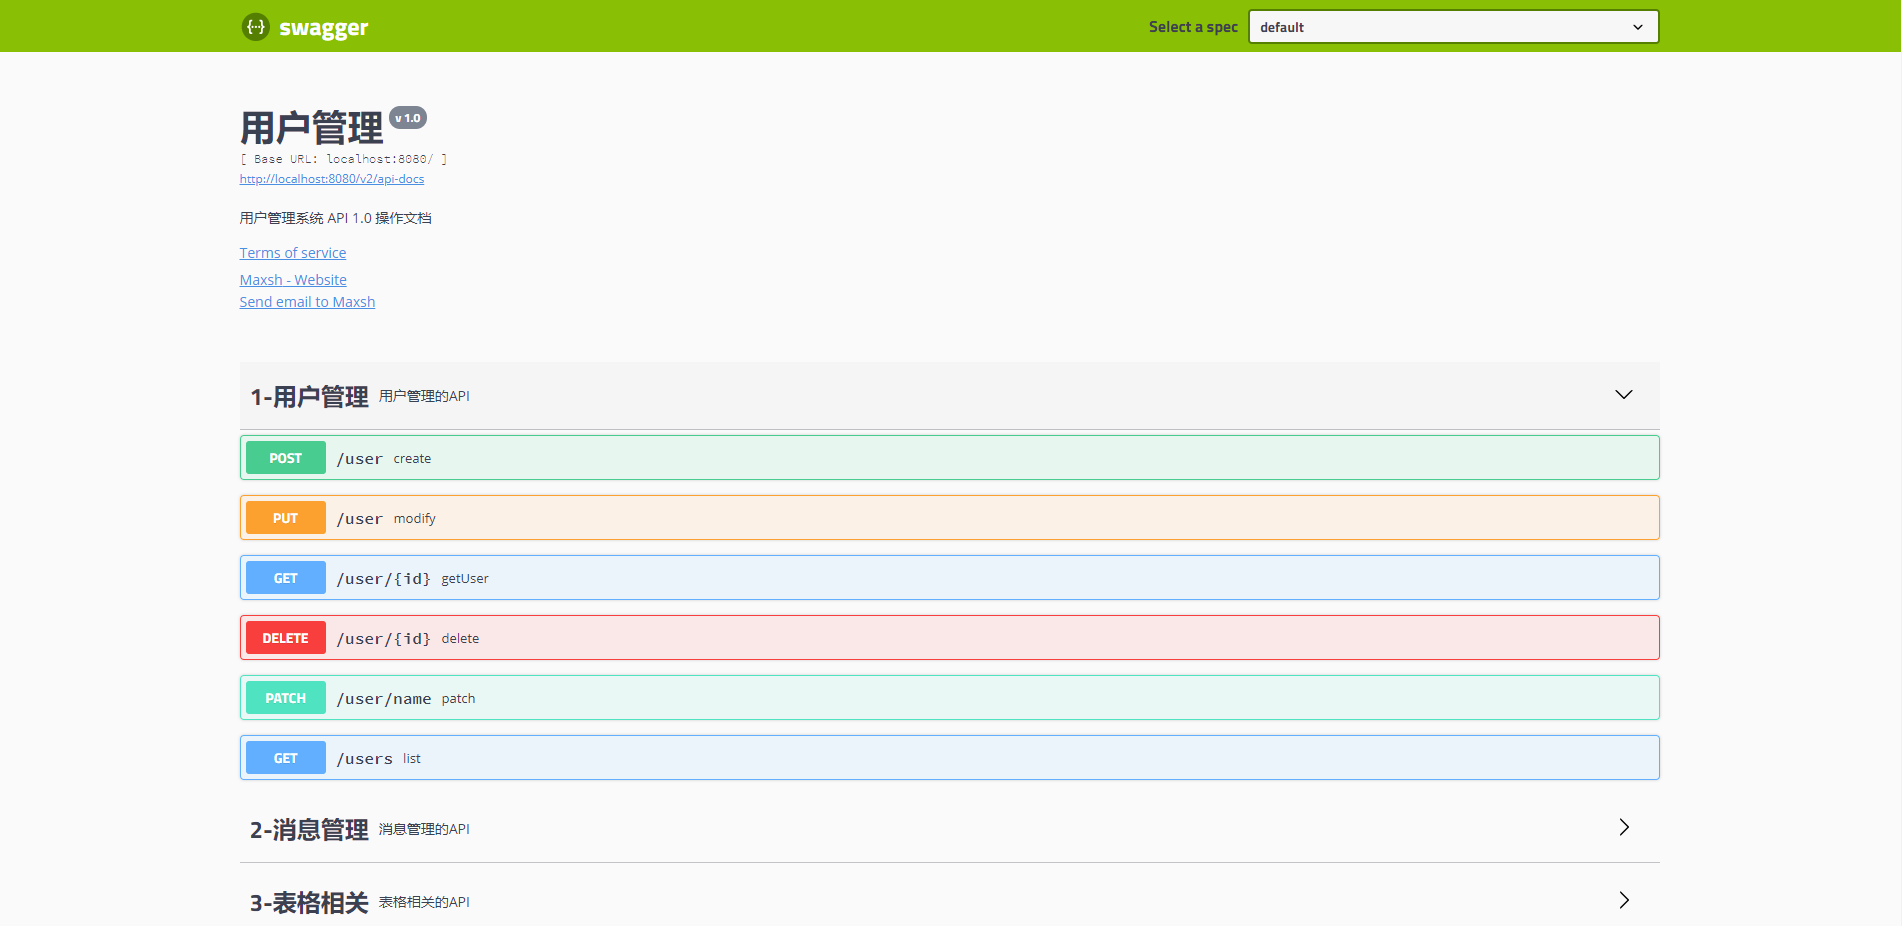 {···} swagger
Select a spec default
用户管理 v 1.0
[ Base URL: localhost:8080/ ]
http://localhost:8080/v2/api-docs
用户管理系统 API 1.0 操作文档
Terms of service
Maxsh - Website
Send email to Maxsh
1-用户管理 用户管理的API
POST /user create
PUT /user modify
GET /user/{id} getUser
DELETE /user/{id} delete
PATCH /user/name patch
GET /users list
2-消息管理 消息管理的API
3-表格相关 表格相关的API